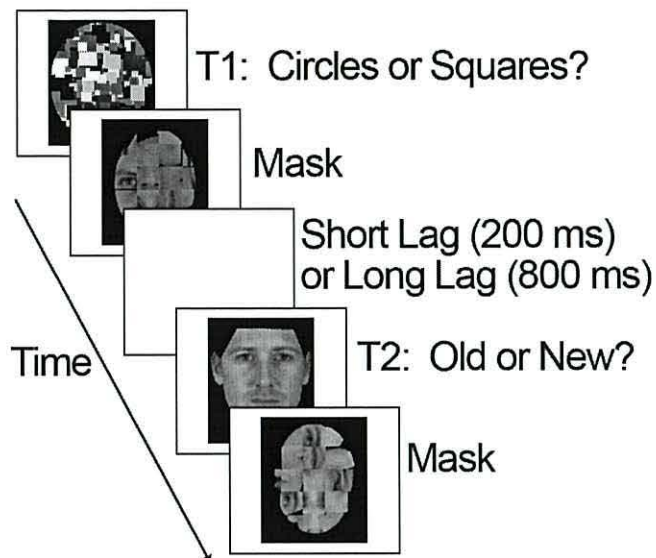 T1: Circles or Squares?
Mask
Short Lag (200 ms)
or Long Lag (800 ms)
T2: Old or New?
Time
Mask